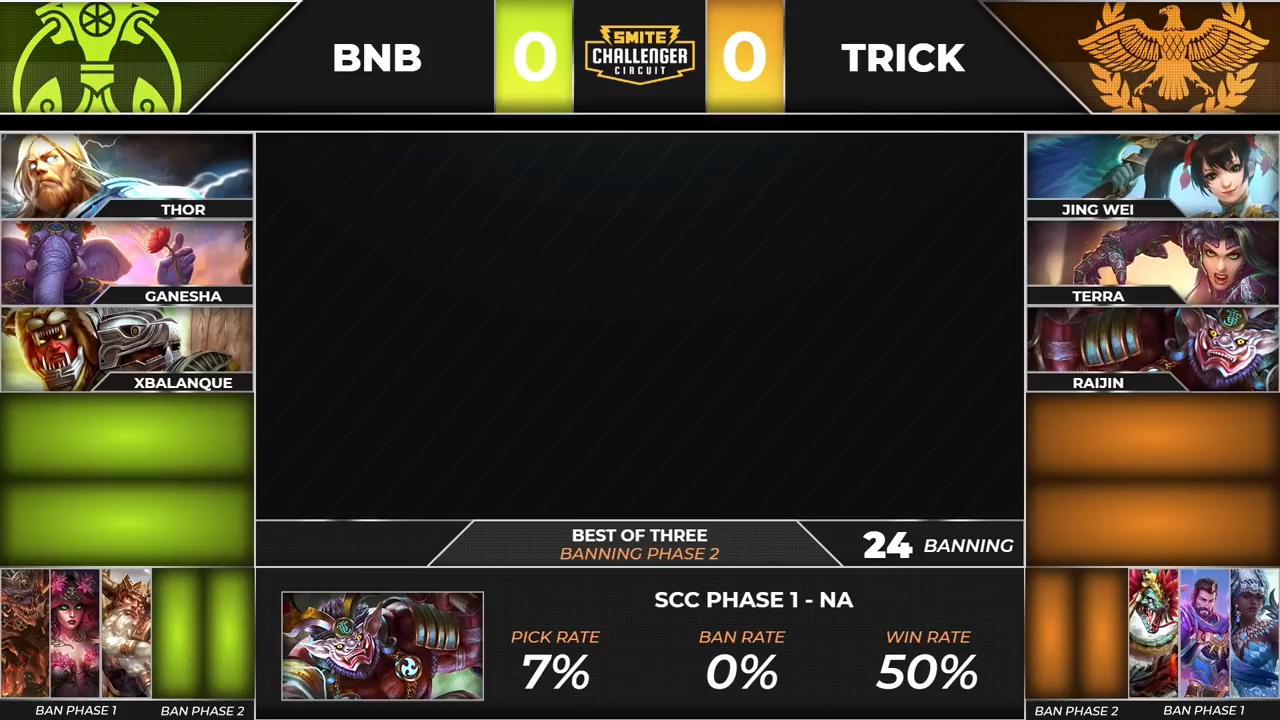 BNB
0
SMITE
CHALLENGER
CIRCUIT
0
TRICK
THOR
GANESHA
XBALANQUE
JING WEI
TERRA
RAIJIN
BEST OF THREE
BANNING PHASE 2
24 BANNING
SCC PHASE 1 - NA
PICK RATE
7%
BAN RATE
0%
WIN RATE
50%
BAN PHASE 1
BAN PHASE 2
BAN PHASE 2
BAN PHASE 1